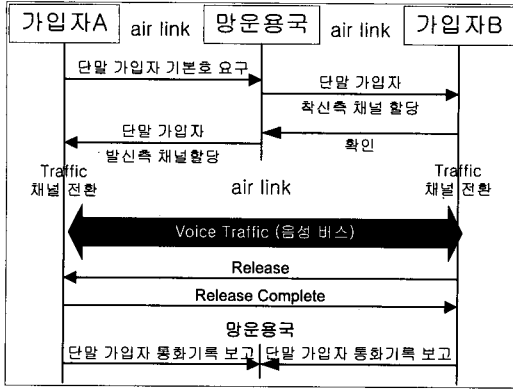 가입자A air link 망운용국 air link 가입자B
단말 가입자 기본호 요구
단말 가입자
착신측 채널 할당
단말 가입자
발신측 채널할당
확인
Traffic
채널 전환
air link
Traffic
채널 전환
Voice Traffic (음성 버스)
Release
Release Complete
망운용국
단말 가입자 통화기록 보고 단말 가입자 통화기록 보고